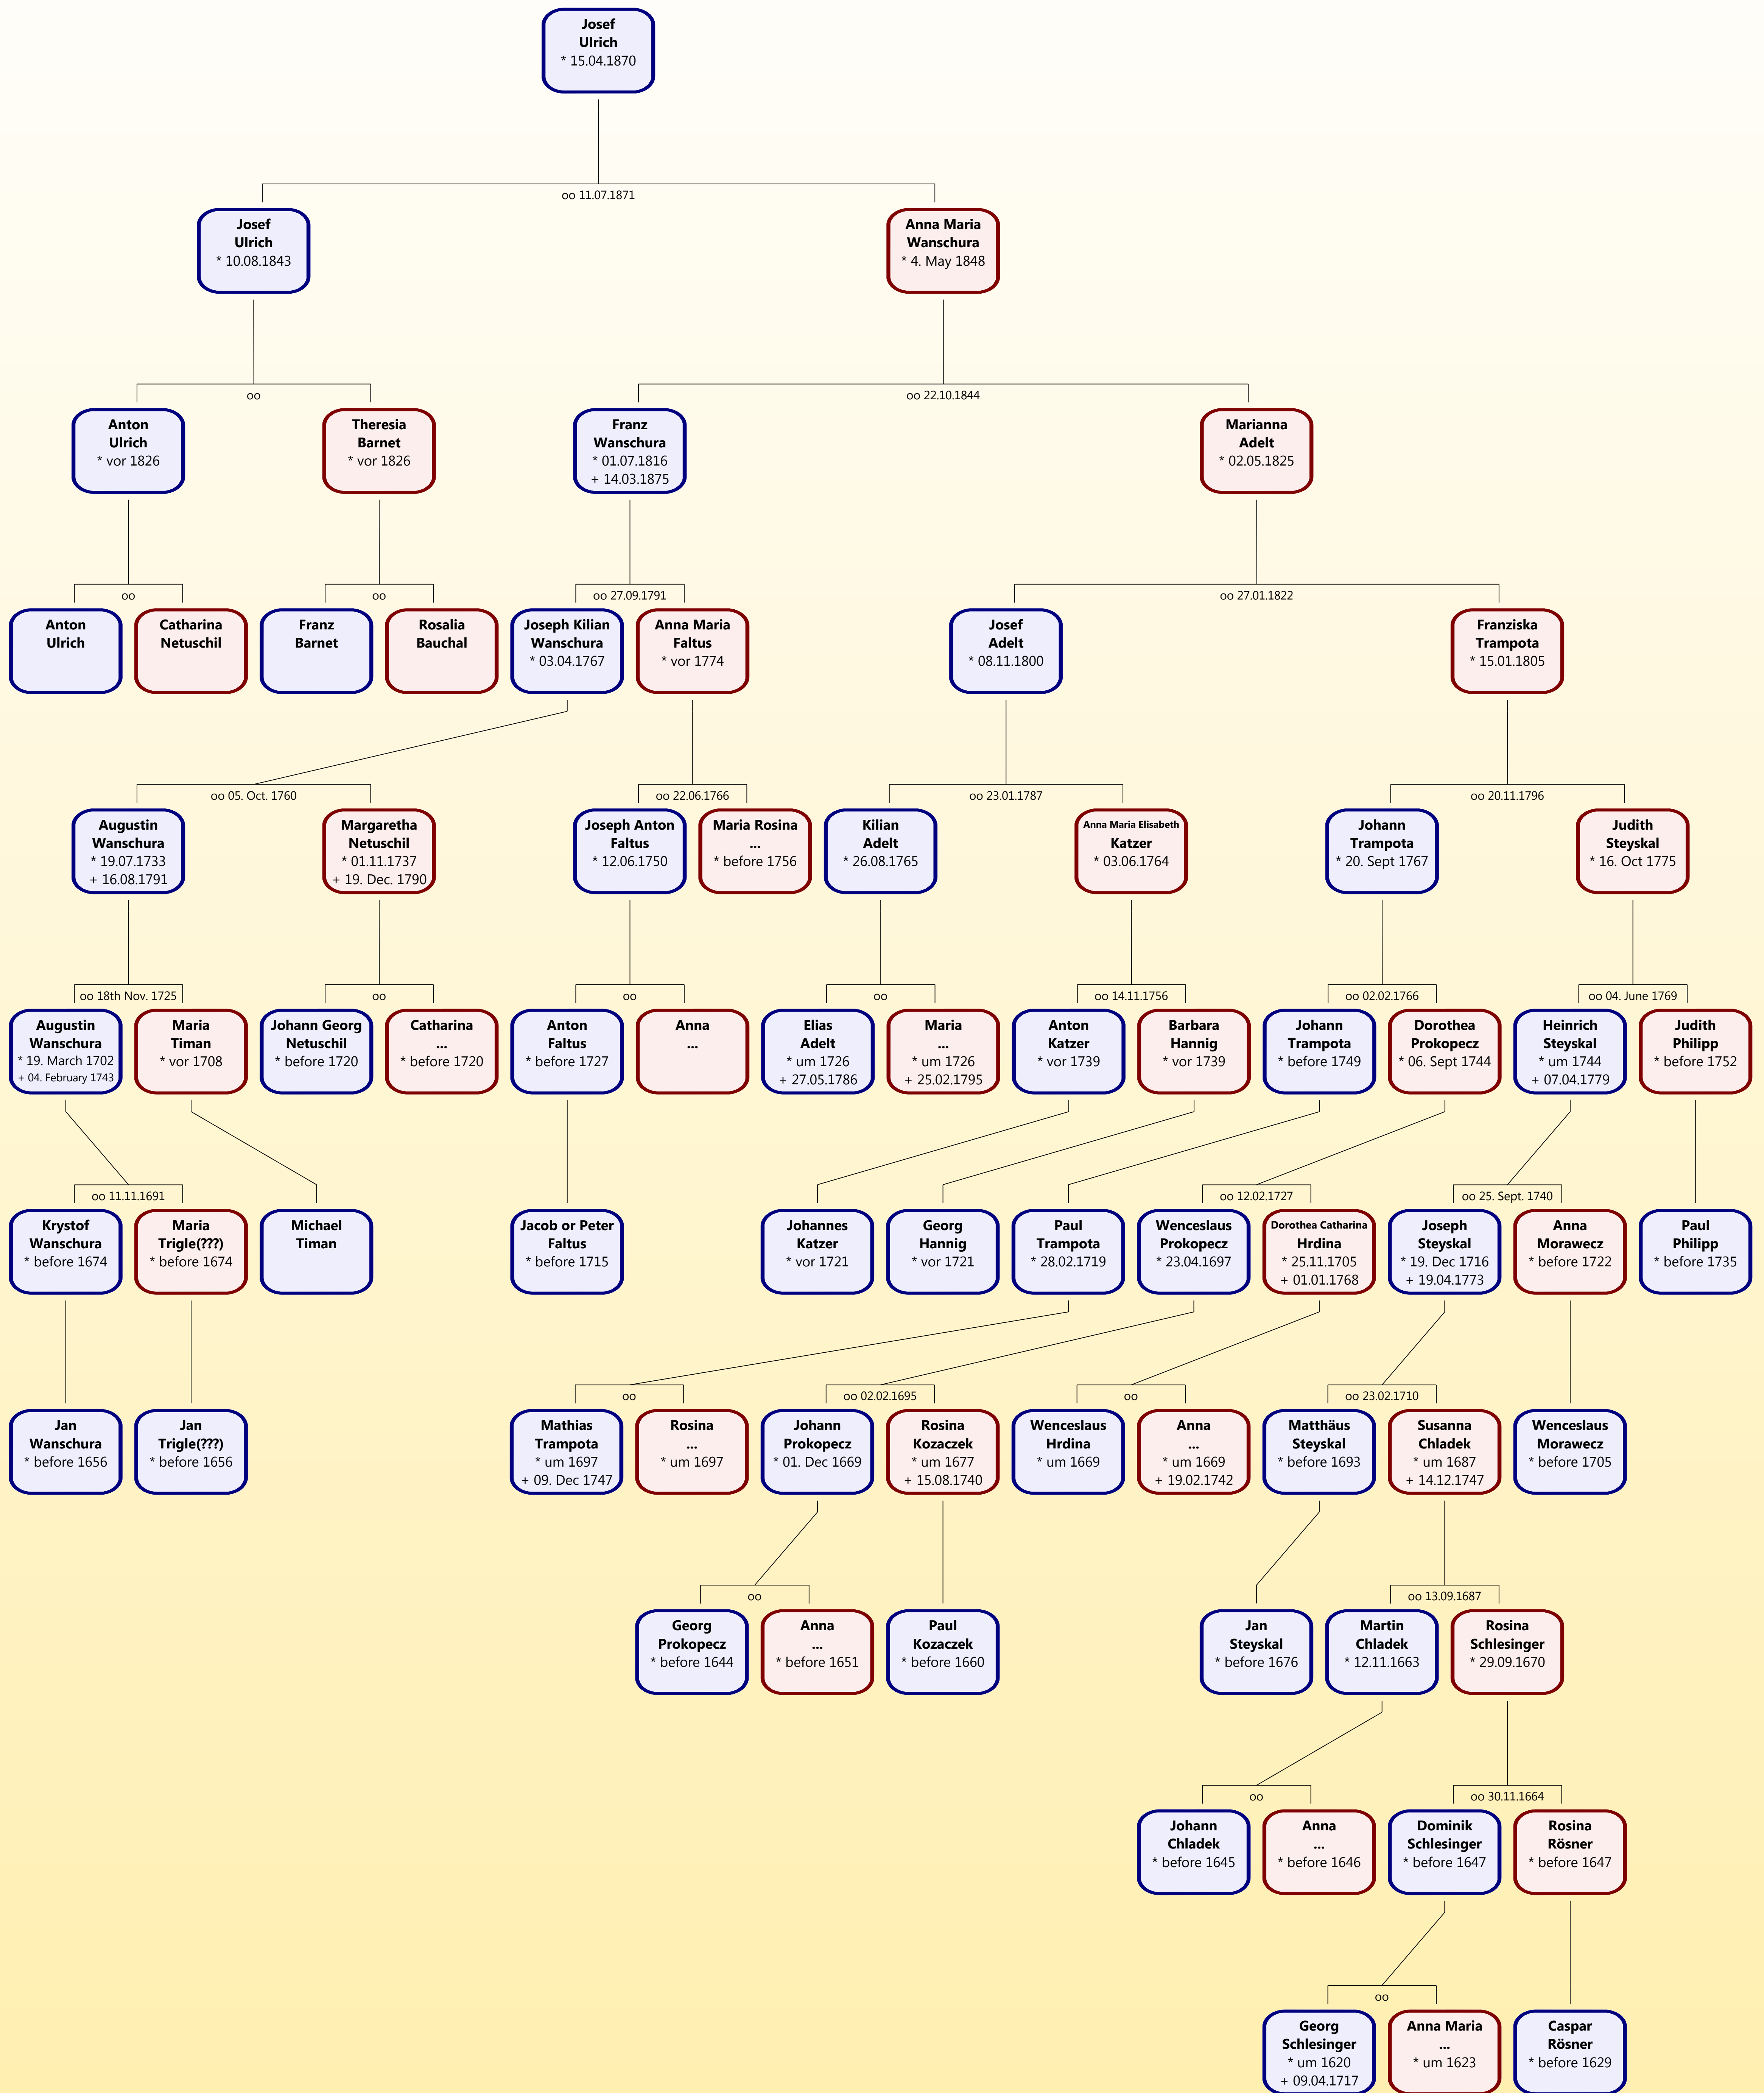 Josef
Ulrich
* 15.04.1870
oo 11.07.1871
Josef
Ulrich
* 10.08.1843
Anna Maria
Wanschura
* 4. May 1848
oo
oo 22.10.1844
Anton
Ulrich
* vor 1826
Theresia
Barnet
* vor 1826
Franz
Wanschura
* 01.07.1816
+ 14.03.1875
Marianna
Adelt
* 02.05.1825
oo
oo
oo 27.09.1791
oo 27.01.1822
Anton
Ulrich
Catharina
Netuschil
Franz
Barnet
Rosalia
Bauchal
Joseph Kilian
Wanschura
* 03.04.1767
Anna Maria
Faltus
* vor 1774
Josef
Adelt
* 08.11.1800
Franziska
Trampota
* 15.01.1805
oo 05. Oct. 1760
oo 22.06.1766
oo 23.01.1787
oo 20.11.1796
Augustin
Wanschura
* 19.07.1733
+ 16.08.1791
Margaretha
Netuschil
* 01.11.1737
+ 19. Dec. 1790
Joseph Anton
Faltus
* 12.06.1750
Maria Rosina
...
* before 1756
Kilian
Adelt
* 26.08.1765
Anna Maria Elisabeth
Katzer
* 03.06.1764
Johann
Trampota
* 20. Sept 1767
Judith
Steyskal
* 16. Oct 1775
oo 18th Nov. 1725
oo
oo
oo
oo 14.11.1756
oo 02.02.1766
oo 04. June 1769
Augustin
Wanschura
* 19. March 1702
+ 04. February 1743
Maria
Timan
* vor 1708
Johann Georg
Netuschil
* before 1720
Catharina
...
* before 1720
Anton
Faltus
* before 1727
Anna
...
Elias
Adelt
* um 1726
+ 27.05.1786
Maria
...
* um 1726
+ 25.02.1795
Anton
Katzer
* vor 1739
Barbara
Hannig
* vor 1739
Johann
Trampota
* before 1749
Dorothea
Prokopecz
* 06. Sept 1744
Heinrich
Steyskal
* um 1744
+ 07.04.1779
Judith
Philipp
* before 1752
oo 11.11.1691
oo 12.02.1727
oo 25. Sept. 1740
Krystof
Wanschura
* before 1674
Maria
Trigle(???)
* before 1674
Michael
Timan
Jacob or Peter
Faltus
* before 1715
Johannes
Katzer
* vor 1721
Georg
Hannig
* vor 1721
Paul
Trampota
* 28.02.1719
Wenceslaus
Prokopecz
* 23.04.1697
Dorothea Catharina
Hrdina
* 25.11.1705
+ 01.01.1768
Joseph
Steyskal
* 19. Dec 1716
+ 19.04.1773
Anna
Morawecz
* before 1722
Paul
Philipp
* before 1735
oo
oo 02.02.1695
oo
oo 23.02.1710
Jan
Wanschura
* before 1656
Jan
Trigle(???)
* before 1656
Mathias
Trampota
* um 1697
+ 09. Dec 1747
Rosina
...
* um 1697
Johann
Prokopecz
* 01. Dec 1669
Rosina
Kozaczek
* um 1677
+ 15.08.1740
Wenceslaus
Hrdina
* um 1669
Anna
...
* um 1669
+ 19.02.1742
Matthäus
Steyskal
* before 1693
Susanna
Chladek
* um 1687
+ 14.12.1747
Wenceslaus
Morawecz
* before 1705
oo
oo 13.09.1687
Georg
Prokopecz
* before 1644
Anna
...
* before 1651
Paul
Kozaczek
* before 1660
Jan
Steyskal
* before 1676
Martin
Chladek
* 12.11.1663
Rosina
Schlesinger
* 29.09.1670
oo
oo 30.11.1664
Johann
Chladek
* before 1645
Anna
...
* before 1646
Dominik
Schlesinger
* before 1647
Rosina
Rösner
* before 1647
oo
Georg
Schlesinger
* um 1620
+ 09.04.1717
Anna Maria
...
* um 1623
Caspar
Rösner
* before 1629